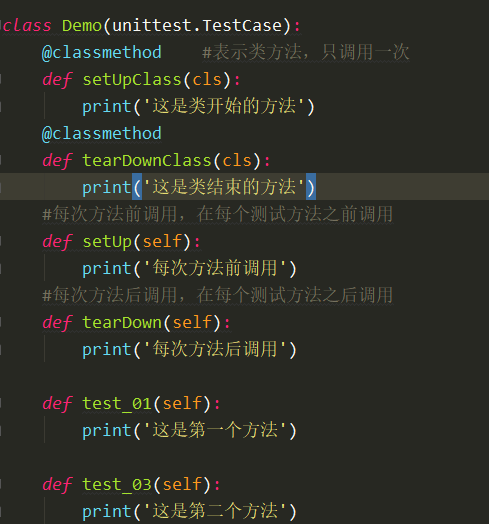 class Demo(unittest.TestCase):
    @classmethod    #表示类方法，只调用一次
    def setUpClass(cls):
        print('这是类开始的方法')
    @classmethod
    def tearDownClass(cls):
        print('这是类结束的方法')
    #每次方法前调用，在每个测试方法之前调用
    def setUp(self):
        print('每次方法前调用')
    #每次方法后调用，在每个测试方法之后调用
    def tearDown(self):
        print('每次方法后调用')
    def test_01(self):
        print('这是第一个方法')
    def test_03(self):
        print('这是第二个方法')